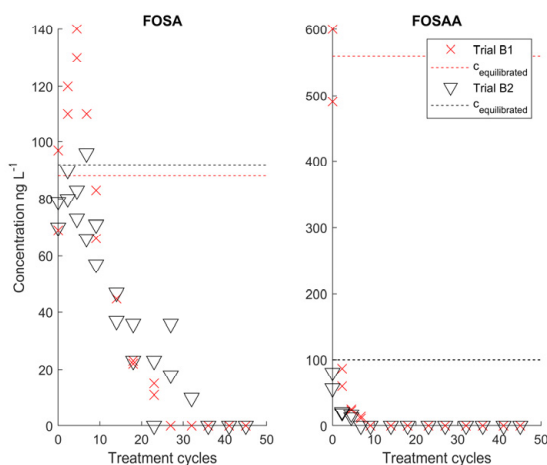 FOSA
FOSAA
Concentration ng L⁻¹
140
120
100
80
60
40
20
0
0 10 20 30 40 50
Treatment cycles
600
500
400
300
200
100
0
0 10 20 30 40 50
Treatment cycles
Trial B1
c equilibrated
Trial B2
c equilibrated